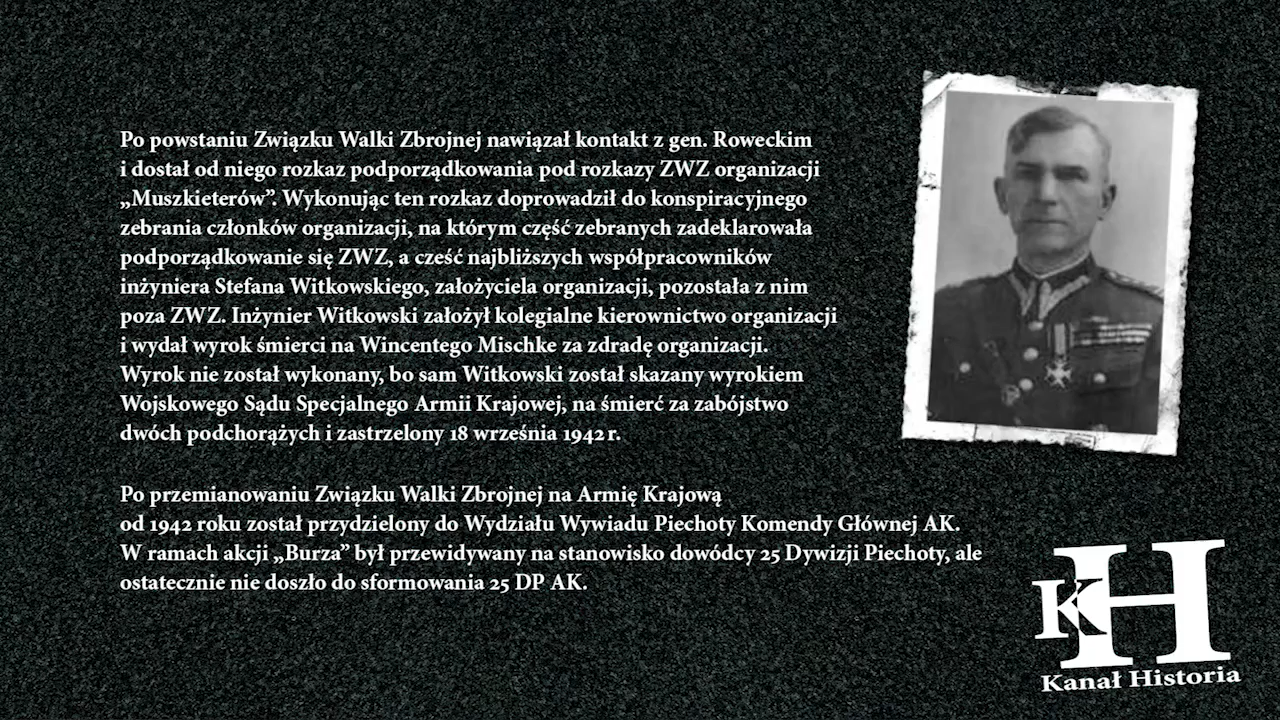 Po powstaniu Związku Walki Zbrojnej nawiązał kontakt z gen. Roweckim
i dostał od niego rozkaz podporządkowania pod rozkazy ZWZ organizacji
„Muszkieterów”. Wykonując ten rozkaz doprowadził do konspiracyjnego
zebrania członków organizacji, na którym część zebranych zadeklarowała
podporządkowanie się ZWZ, a cześć najbliższych współpracowników
inżyniera Stefana Witkowskiego, założyciela organizacji, pozostała z nim
poza ZWZ. Inżynier Witkowski założył kolegialne kierownictwo organizacji
i wydał wyrok śmierci na Wincentego Mischke za zdradę organizacji.
Wyrok nie został wykonany, bo sam Witkowski został skazany wyrokiem
Wojskowego Sądu Specjalnego Armii Krajowej, na śmierć za zabójstwo
dwóch podchorążych i zastrzelony 18 września 1942 r.
Po przemianowaniu Związku Walki Zbrojnej na Armię Krajową
od 1942 roku został przydzielony do Wydziału Wywiadu Piechoty Komendy Głównej AK.
W ramach akcji „Burza” był przewidywany na stanowisko dowódcy 25 Dywizji Piechoty, ale
ostatecznie nie doszło do sformowania 25 DP AK.
KH
Kanał Historia